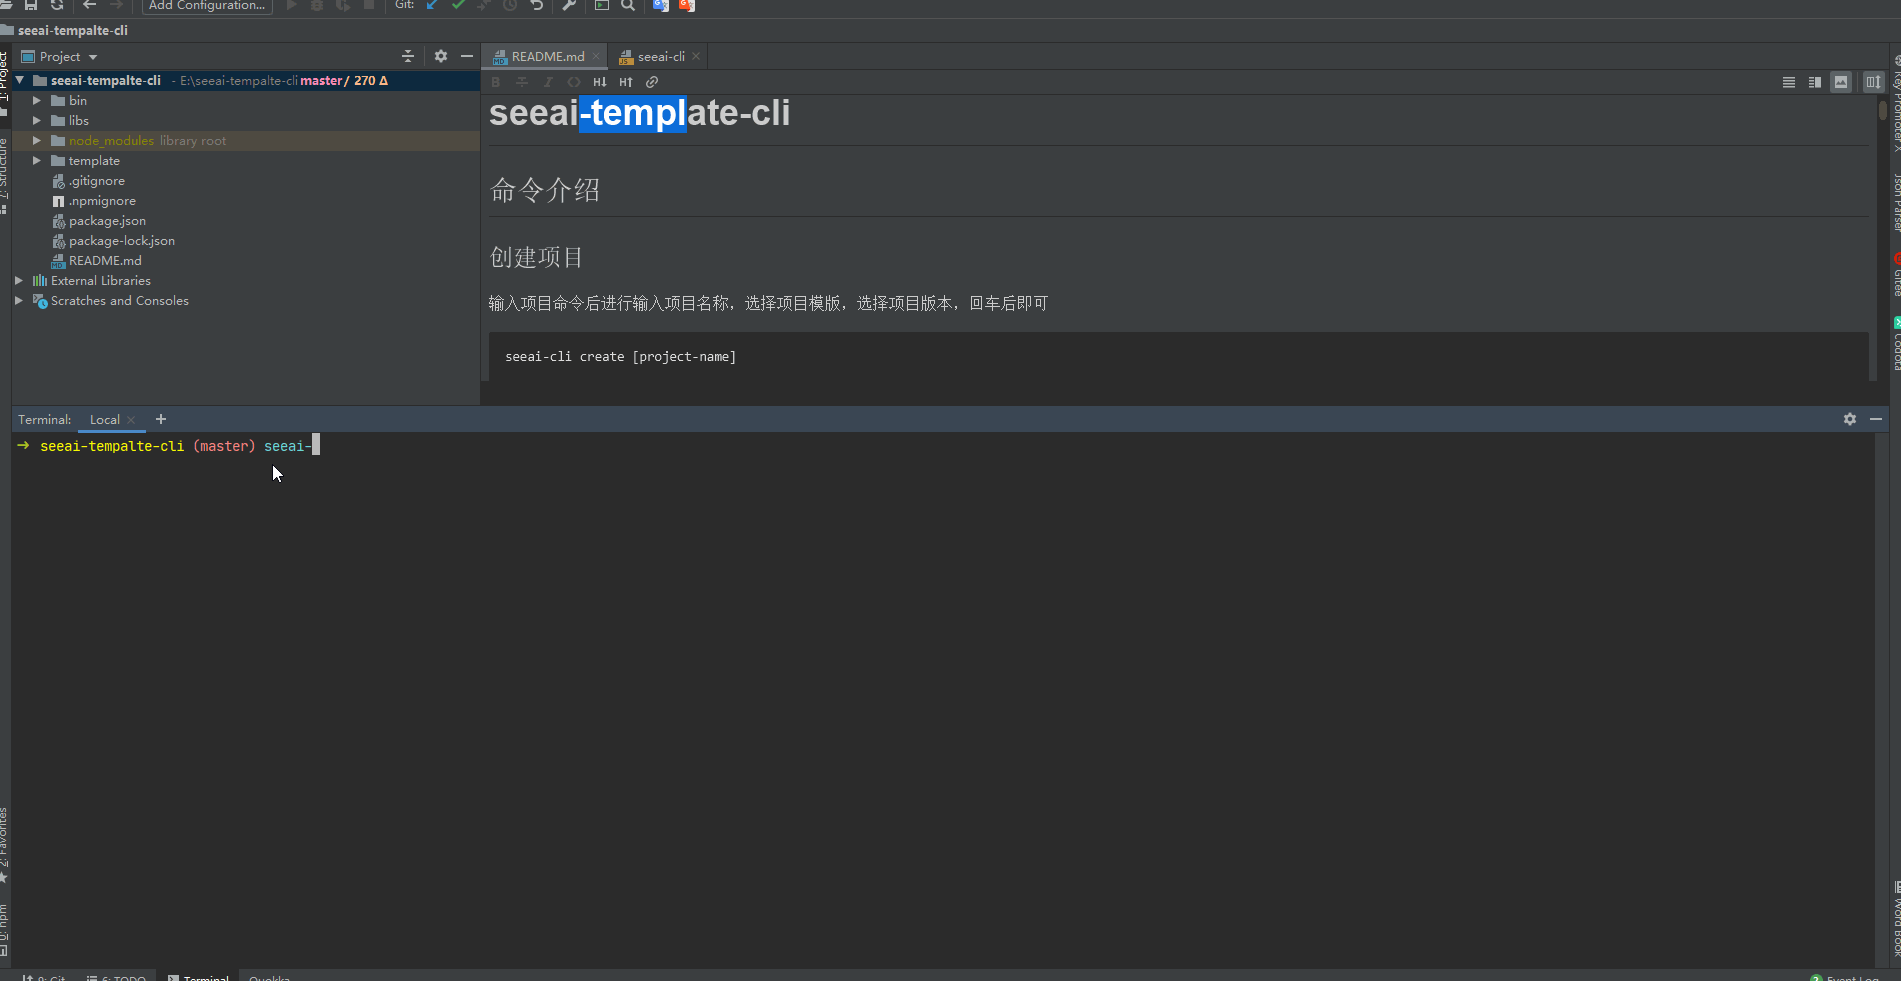 Add Configuration...
Git:
seeai-tempalte-cli
Project
README.md
seeai-cli
1: Project
seeai-tempalte-cli - E:\seeai-tempalte-cli master/ 270 Δ
bin
libs
node_modules library root
template
.gitignore
.npmignore
package.json
package-lock.json
README.md
External Libraries
Scratches and Consoles
7: Structure
seeai-template-cli
命令介绍
创建项目
输入项目命令后进行输入项目名称，选择项目模版，选择项目版本，回车后即可
seeai-cli create [project-name]
Key Promoter X
Json Parser
Gitee
Codota
Terminal:
Local
→ seeai-tempalte-cli (master) seeai-
2: Favorites
npm
Word Book
9: Git
6: TODO
Terminal
Quokka
2 Event Log